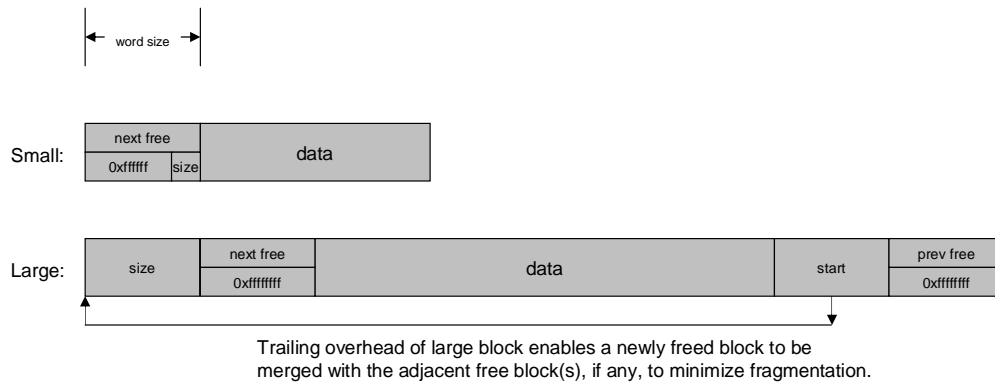 word size
Small:
next free
0xffffff size
data
Large:
size
next free
0xffffffff
data
start
prev free
0xffffffff
Trailing overhead of large block enables a newly freed block to be
merged with the adjacent free block(s), if any, to minimize fragmentation.